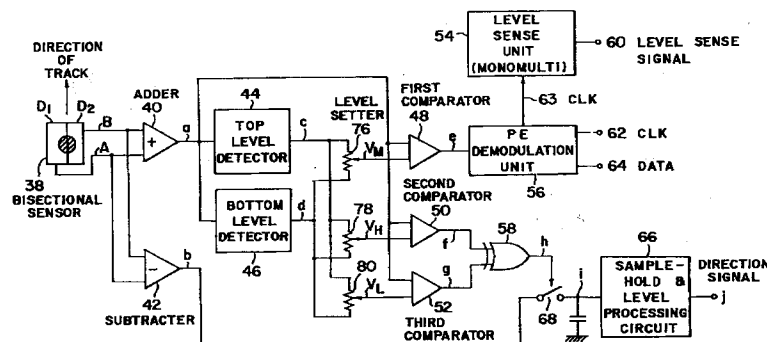 DIRECTION
OF
TRACK
D1
D2
B
A
38
BISECTIONAL
SENSOR
ADDER
40
+
a
-
b
42
SUBTRACTER
44
TOP
LEVEL
DETECTOR
c
BOTTOM
LEVEL
DETECTOR
d
46
LEVEL
SETTER
76
VM
78
VH
80
VL
FIRST
COMPARATOR
48
e
SECOND
COMPARATOR
50
f
g
52
THIRD
COMPARATOR
58
h
54
LEVEL
SENSE
UNIT
(MONOMULTI)
60 LEVEL SENSE
SIGNAL
63 CLK
PE
DEMODULATION
UNIT
56
62 CLK
64 DATA
68
i
66
SAMPLE-
HOLD &
LEVEL
PROCESSING
CIRCUIT
DIRECTION
SIGNAL
j